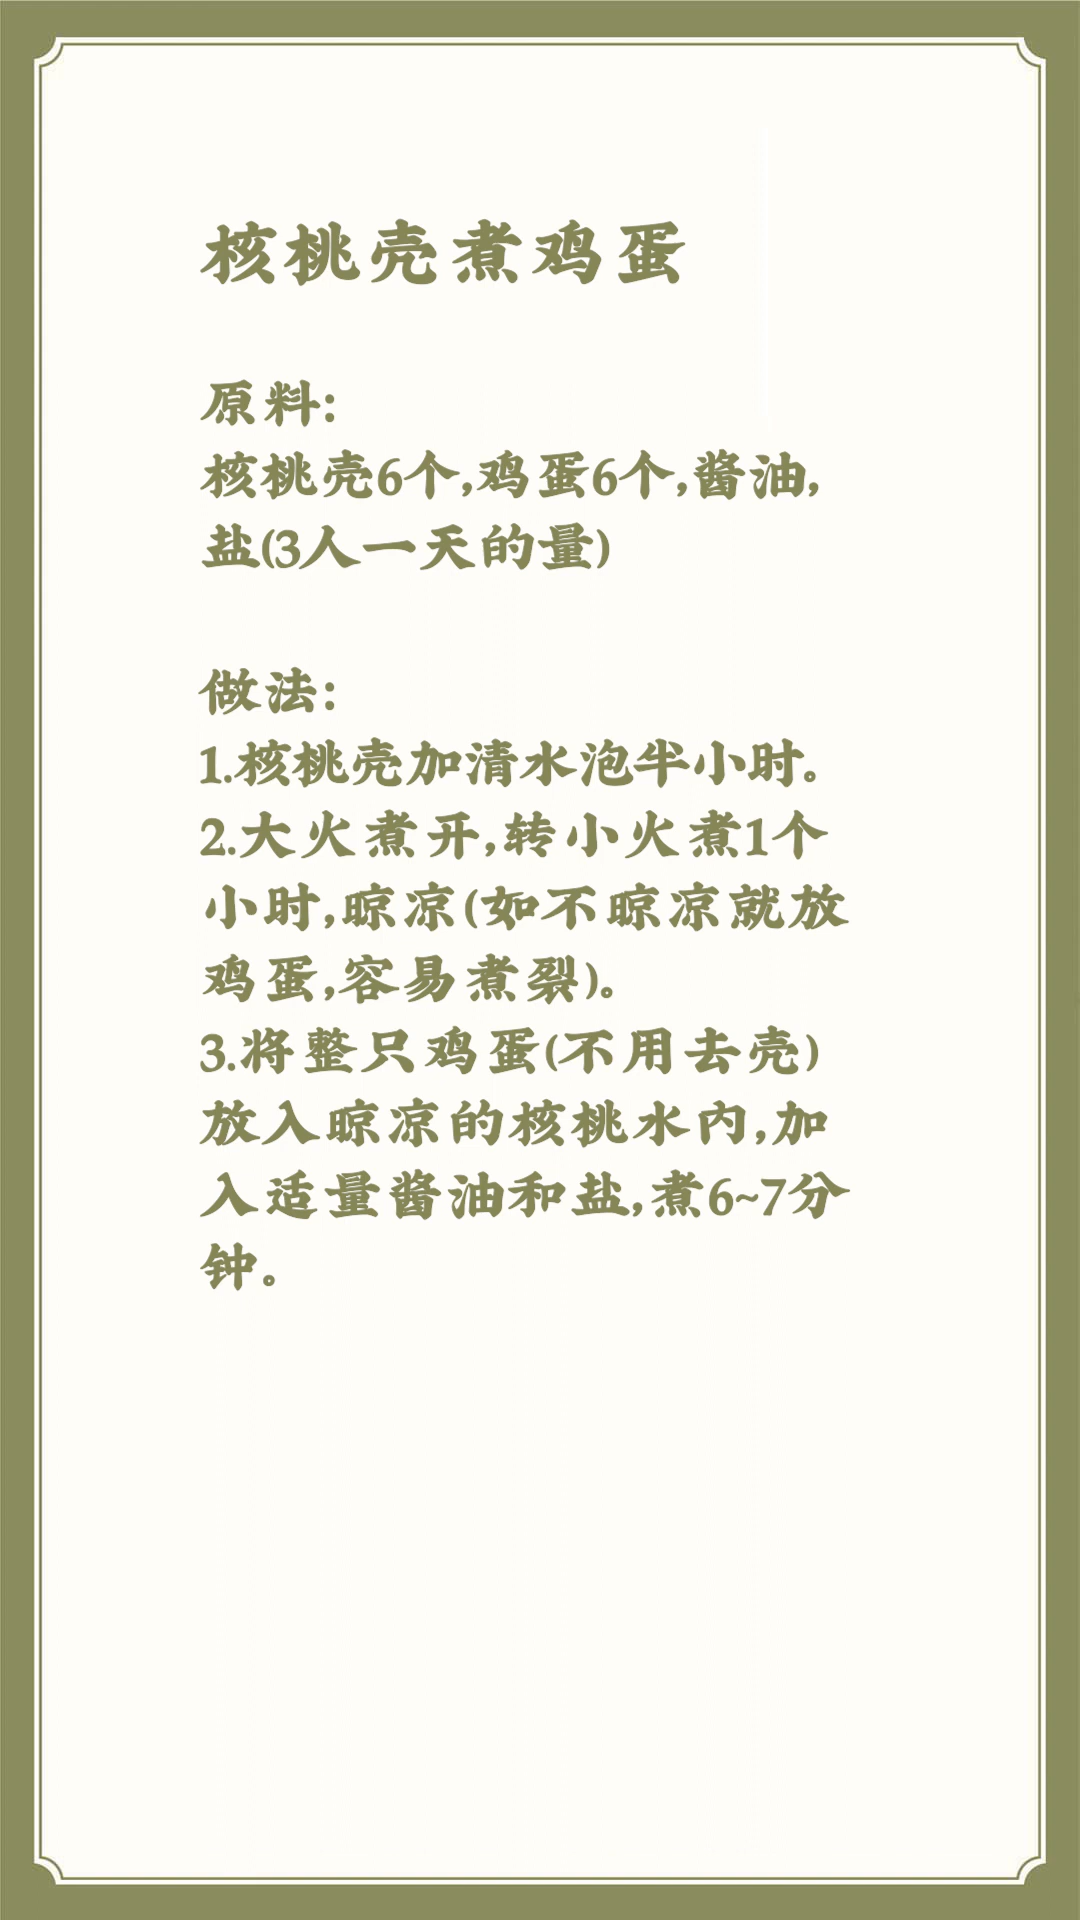 核桃壳煮鸡蛋
原料:
核桃壳6个,鸡蛋6个,酱油,
盐(3人一天的量)
做法:
1.核桃壳加清水泡半小时。
2.大火煮开,转小火煮1个
小时,晾凉(如不晾凉就放
鸡蛋,容易煮裂)。
3.将整只鸡蛋(不用去壳)
放入晾凉的核桃水内,加
入适量酱油和盐,煮6~7分
钟。